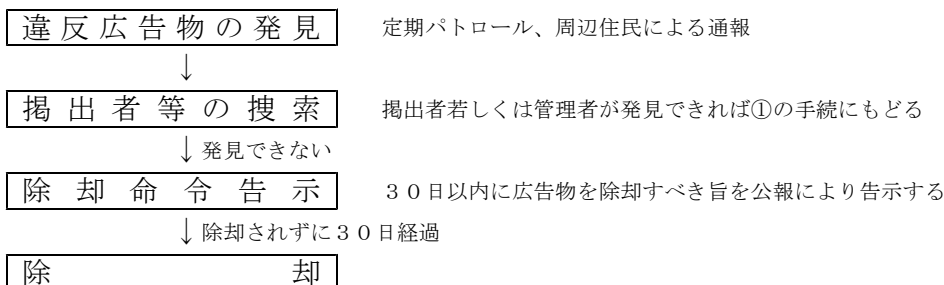 違反広告物の発見 定期パトロール、周辺住民による通報
↓
掲出者等の捜索 掲出者若しくは管理者が発見できれば①の手続にもどる
↓発見できない
除却命令告示 ３０日以内に広告物を除却すべき旨を公報により告示する
↓除却されずに３０日経過
除却